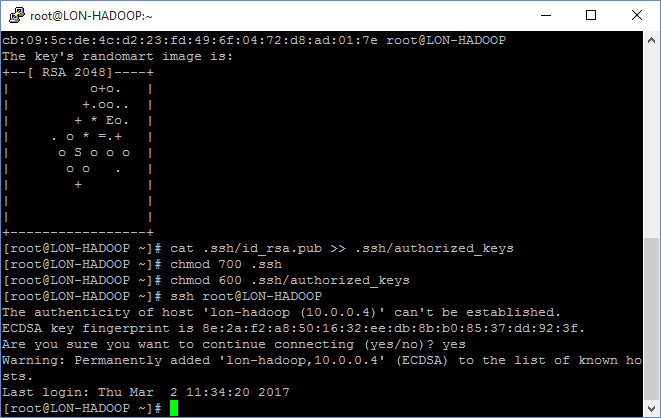 root@LON-HADOOP:~
cb:09:5c:de:4c:d2:23:fd:49:6f:04:72:d8:ad:01:7e root@LON-HADOOP
The key's randomart image is:
+--[ RSA 2048]----+
|           o+o.   |
|          +.oo..  |
|         + * Eo.  |
|      . o * =.+   |
|       o S o o o  |
|        o o   .   |
|         +        |
|                  |
|                  |
+-----------------+
[root@LON-HADOOP ~]# cat .ssh/id_rsa.pub >> .ssh/authorized_keys
[root@LON-HADOOP ~]# chmod 700 .ssh
[root@LON-HADOOP ~]# chmod 600 .ssh/authorized_keys
[root@LON-HADOOP ~]# ssh root@LON-HADOOP
The authenticity of host 'lon-hadoop (10.0.0.4)' can't be established.
ECDSA key fingerprint is 8e:2a:f2:a8:50:16:32:ee:db:8b:b0:85:37:dd:92:3f.
Are you sure you want to continue connecting (yes/no)? yes
Warning: Permanently added 'lon-hadoop,10.0.0.4' (ECDSA) to the list of known ho
sts.
Last login: Thu Mar  2 11:34:20 2017
[root@LON-HADOOP ~]#